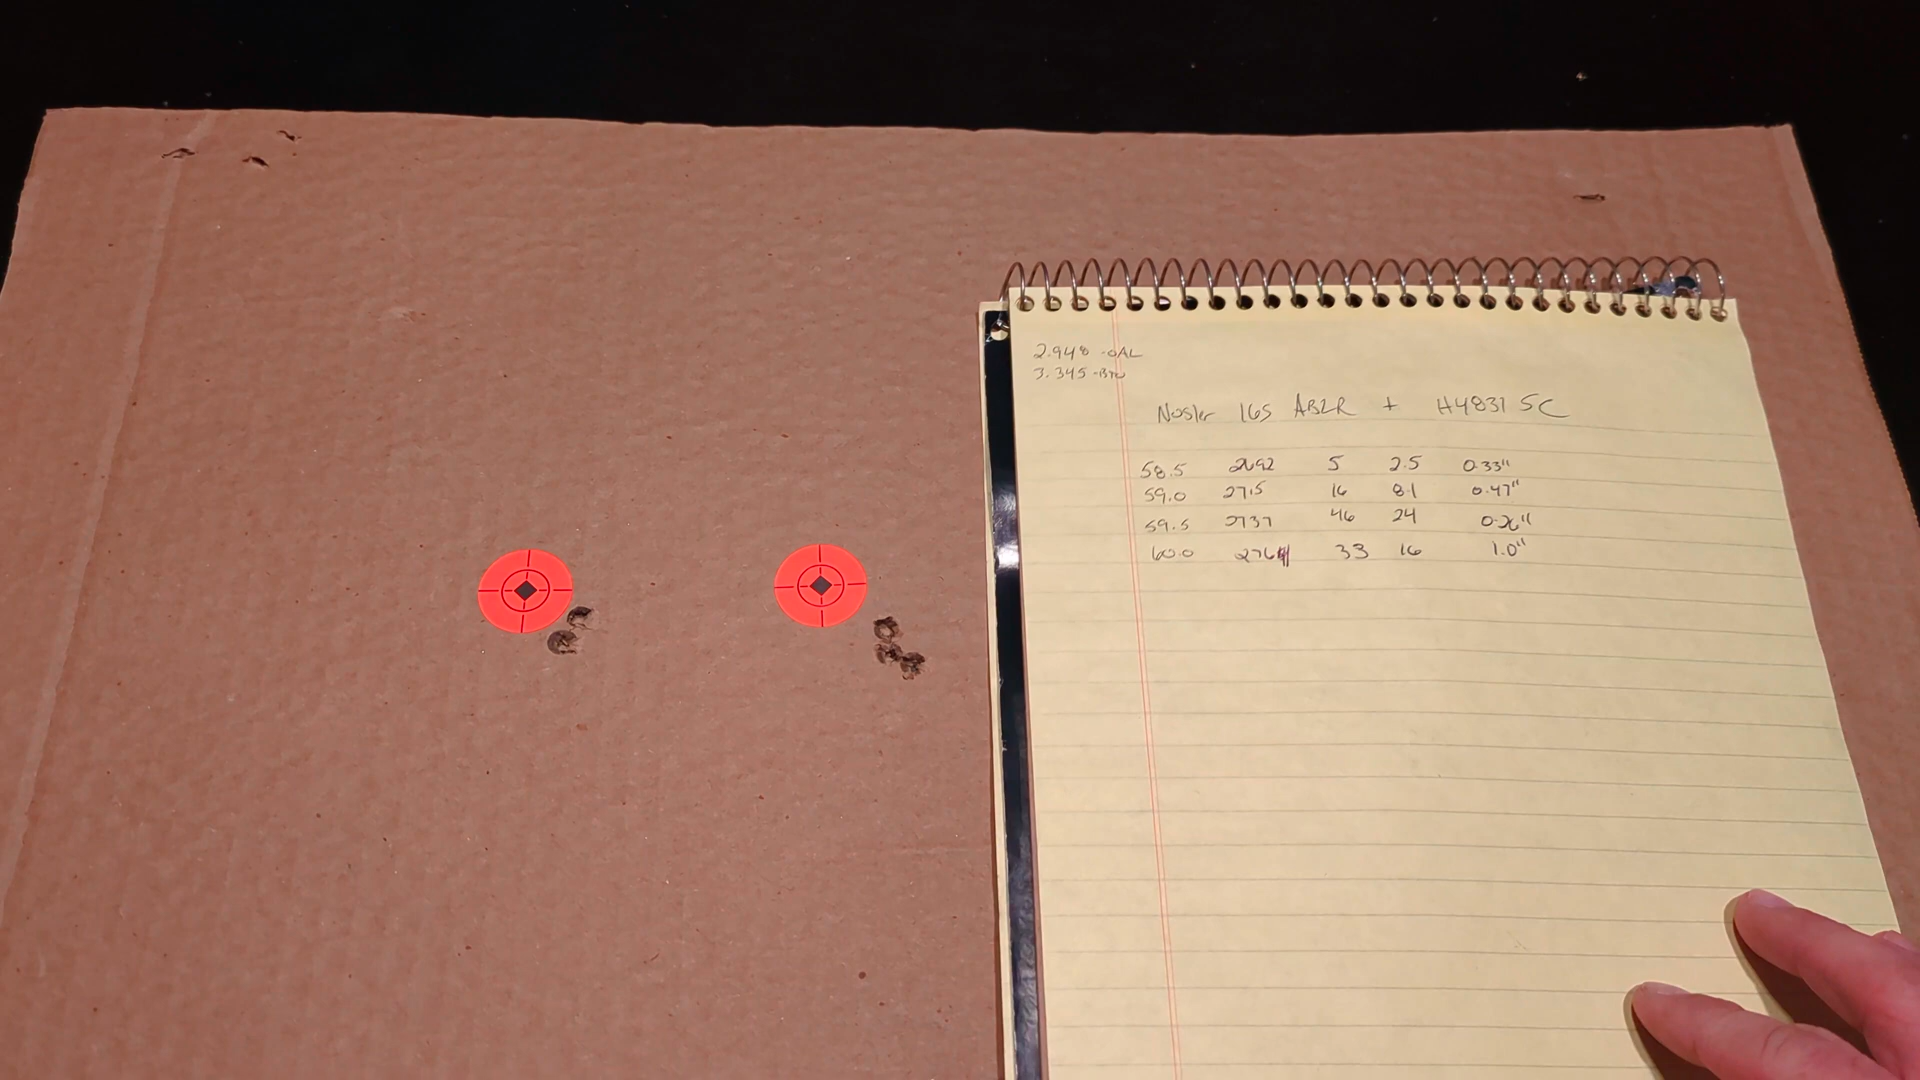 2.948 -OAL
3.345 -BTO
Nosler 165 ABLR + H4831 SC
58.5 2692 5 2.5 0.33"
59.0 2715 16 8.1 0.47"
59.5 2737 46 24 0.26"
60.0 2764 33 16 1.0"